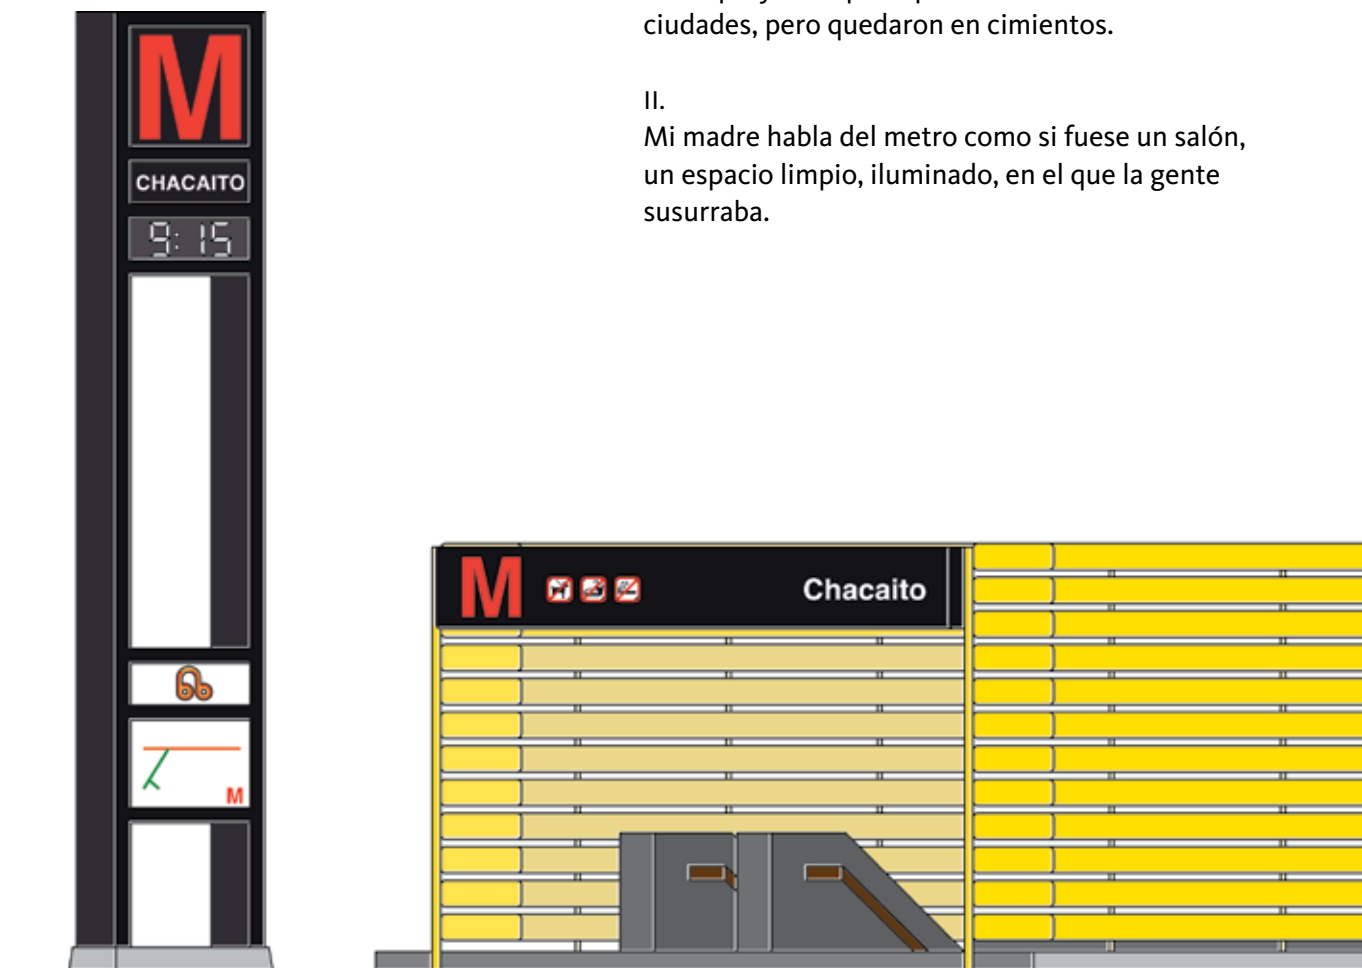 M
CHACAITO
9:15
M
ciudades, pero quedaron en cimientos.
II.
Mi madre habla del metro como si fuese un salón,
un espacio limpio, iluminado, en el que la gente
susurraba.
M Chacaito